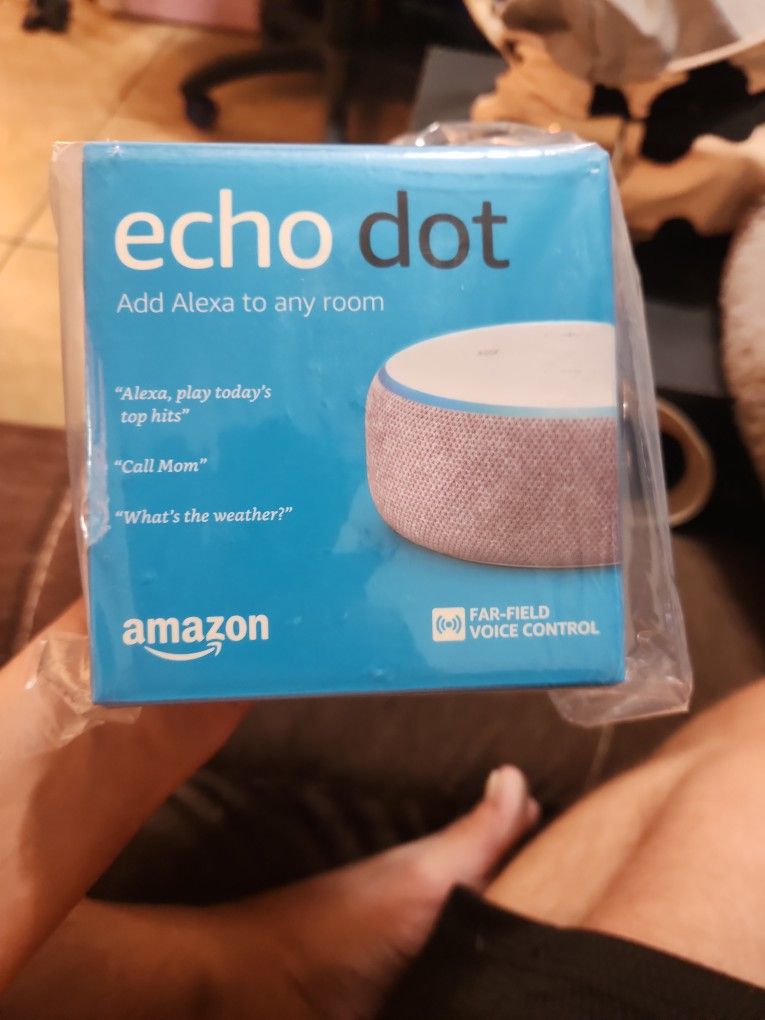 echo dot
Add Alexa to any room
“Alexa, play today’s
top hits”
“Call Mom”
“What’s the weather?”
amazon
FAR-FIELD
VOICE CONTROL